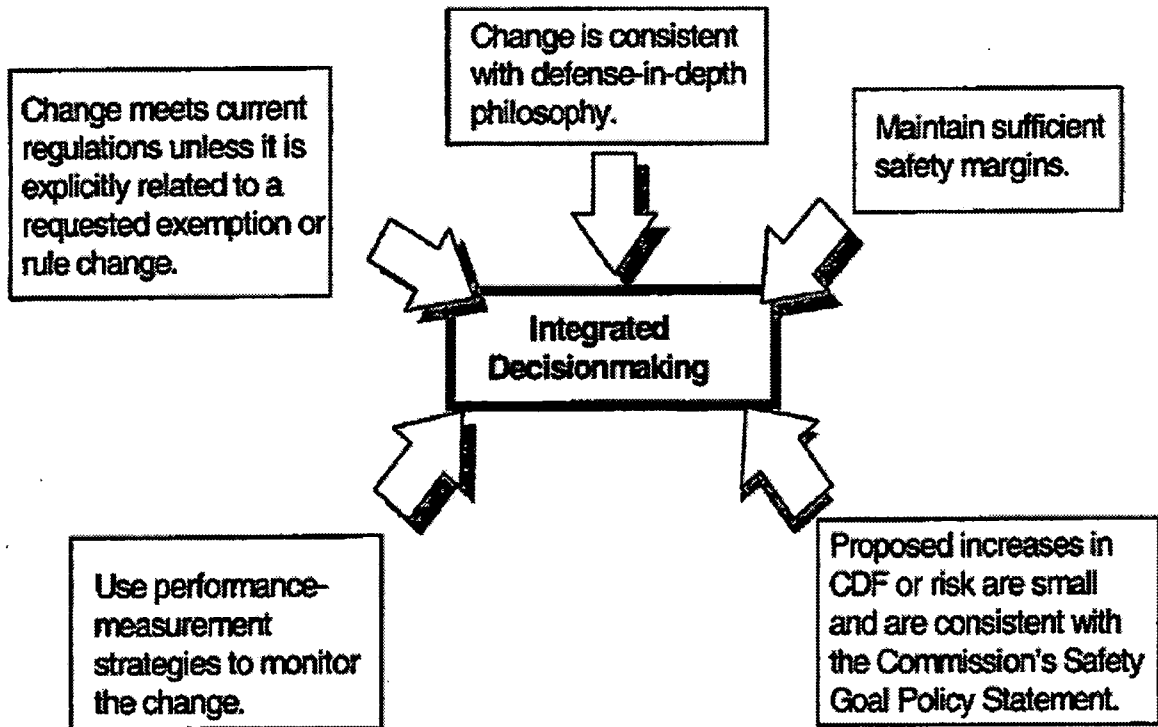 Change is consistent
with defense-in-depth
philosophy.
Change meets current
regulations unless it is
explicitly related to a
requested exemption or
rule change.
Maintain sufficient
safety margins.
Integrated
Decisionmaking
Use performance-
measurement
strategies to monitor
the change.
Proposed increases in
CDF or risk are small
and are consistent with
the Commission's Safety
Goal Policy Statement.